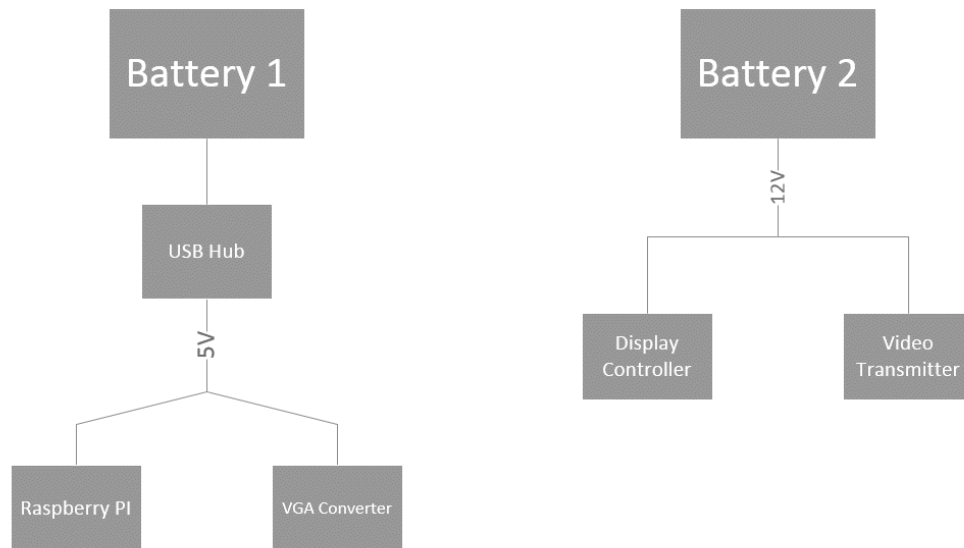 Battery 1
Battery 2
12V
USB Hub
5V
Display
Controller
Video
Transmitter
Raspberry PI
VGA Converter